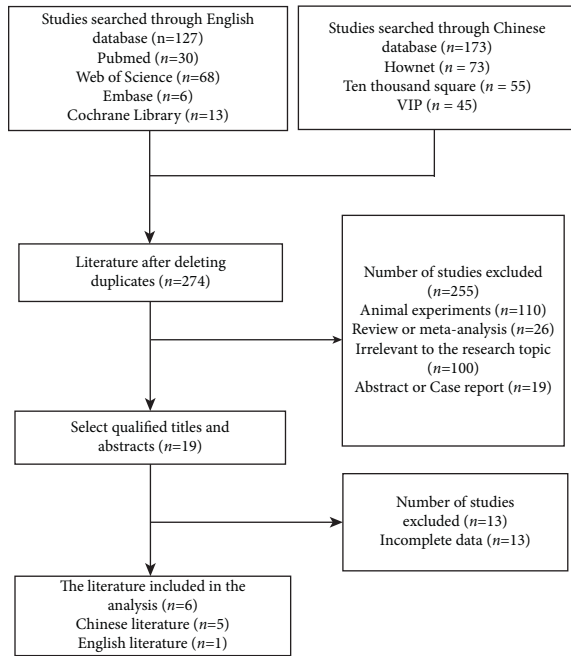 Studies searched through English
database (n=127)
Pubmed (n=30)
Web of Science (n=68)
Embase (n=6)
Cochrane Library (n=13)
Studies searched through Chinese
database (n=173)
Hownet (n = 73)
Ten thousand square (n = 55)
VIP (n = 45)
Literature after deleting
duplicates (n=274)
Number of studies excluded
(n=255)
Animal experiments (n=110)
Review or meta-analysis (n=26)
Irrelevant to the research topic
(n=100)
Abstract or Case report (n=19)
Select qualified titles and
abstracts (n=19)
Number of studies
excluded (n=13)
Incomplete data (n=13)
The literature included in the
analysis (n=6)
Chinese literature (n=5)
English literature (n=1)